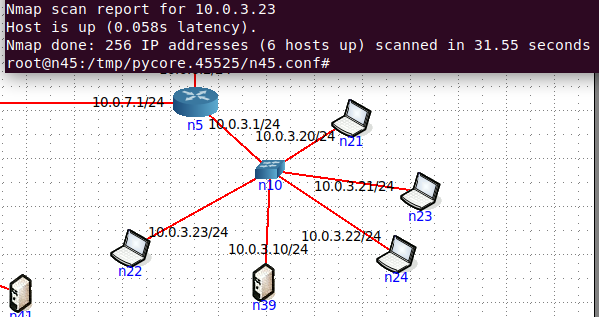 Nmap scan report for 10.0.3.23
Host is up (0.058s latency).
Nmap done: 256 IP addresses (6 hosts up) scanned in 31.55 seconds
root@n45:/tmp/pycore.45525/n45.conf#
10.0.7.1/24
n5
10.0.3.1/24
10.0.3.20/24
n21
n10
10.0.3.21/24
n23
10.0.3.23/24
n22
10.0.3.10/24
10.0.3.22/24
n24
n39
n41